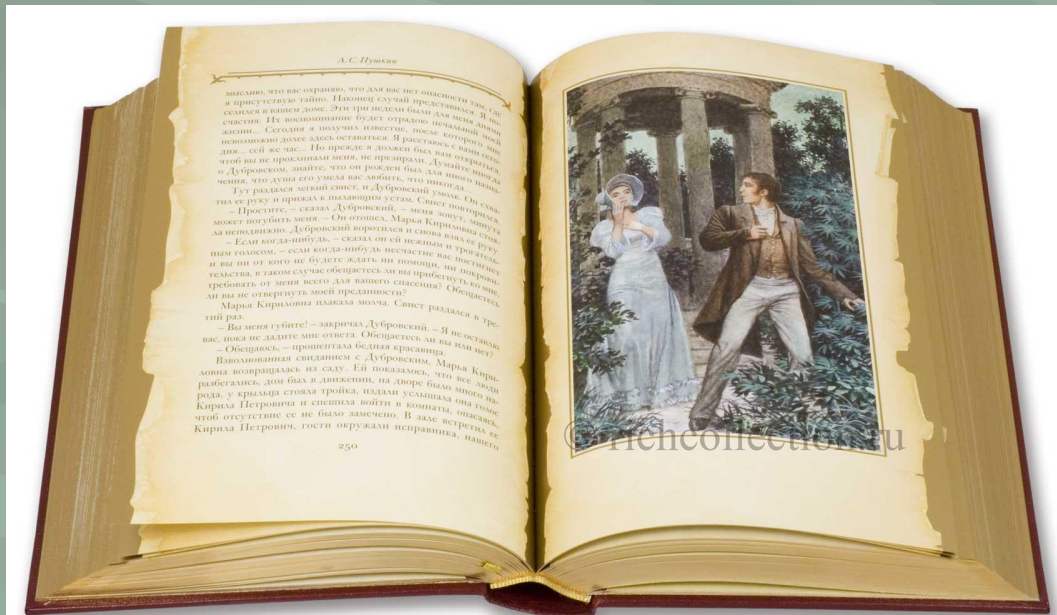 А. С. Пушкин
мыслию, что вас охраняю, что для вас нет опасности там, где
я присутствую тайно. Наконец случай представился. Я по-
селился в вашем доме. Эти три недели были для меня днями
счастия. Их воспоминание будет отрадою печальной моей
жизни... Сегодня я получил известие, после которого мне
невозможно долее здесь оставаться. Я расстаюсь с вами сего-
дня... сей же час... Но прежде я должен был вам открыться,
чтоб вы не проклинали меня, не презирали. Думайте иногда
о Дубровском, знайте, что он рожден был для иного назна-
чения, что душа его умела вас любить, что никогда...
Тут раздался легкий свист, и Дубровский умолк. Он схва-
тил ее руку и прижал к пылающим устам. Свист повторился.
– Простите, – сказал Дубровский, – меня зовут, минута
может погубить меня. – Он отошел, Марья Кириловна стоя-
ла неподвижно. Дубровский воротился и снова взял ее руку.
– Если когда-нибудь, – сказал он ей нежным и трогатель-
ным голосом, – если когда-нибудь несчастие вас постигнет
и вы ни от кого не будете ждать ни помощи, ни покрови-
тельства, в таком случае обещаетесь ли вы прибегнуть ко мне,
требовать от меня всего для вашего спасения? Обещаетесь
ли вы не отвергнуть моей преданности?
Марья Кириловна плакала молча. Свист раздался в тре-
тий раз.
– Вы меня губите! – закричал Дубровский. – Я не оставлю
вас, пока не дадите мне ответа. Обещаетесь ли вы или нет?
– Обещаюсь, – прошептала бедная красавица.
Взволнованная свиданием с Дубровским, Марья Кири-
ловна возвращалась из саду. Ей показалось, что все люди
разбегались, дом был в движении, на дворе было много на-
рода, у крыльца стояла тройка, издали услышала она голос
Кирила Петровича и спешила войти в комнаты, опасаясь,
чтоб отсутствие ее не было замечено. В зале встретил ее
Кирила Петрович, гости окружали исправника, нашего
250
© richcollection.ru